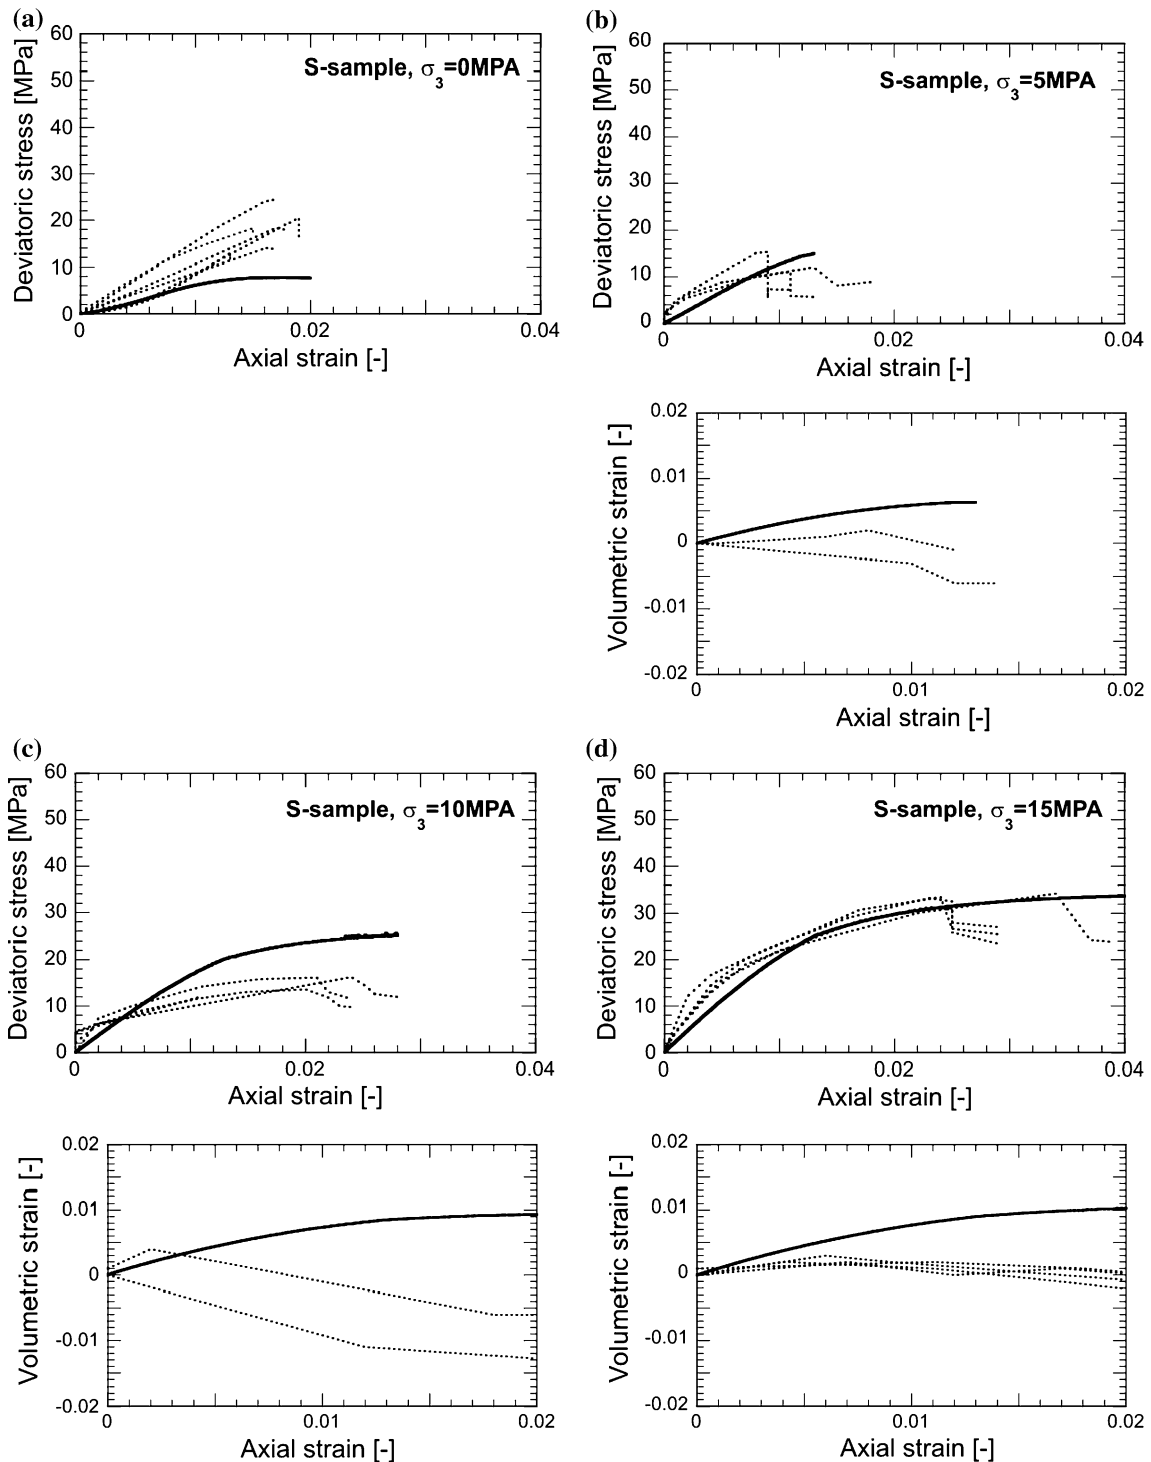 (a)
60
50
40
30
20
10
0
Deviatoric stress [MPa]
S-sample, σ3=0MPA
0
0.02
0.04
Axial strain [-]
(b)
60
50
40
30
20
10
0
Deviatoric stress [MPa]
S-sample, σ3=5MPA
0
0.02
0.04
Axial strain [-]
0.02
0.01
0
-0.01
-0.02
Volumetric strain [-]
0
0.01
0.02
Axial strain [-]
(c)
60
50
40
30
20
10
0
Deviatoric stress [MPa]
S-sample, σ3=10MPA
0
0.02
0.04
Axial strain [-]
0.02
0.01
0
-0.01
-0.02
Volumetric strain [-]
0
0.01
0.02
Axial strain [-]
(d)
60
50
40
30
20
10
0
Deviatoric stress [MPa]
S-sample, σ3=15MPA
0
0.02
0.04
Axial strain [-]
0.02
0.01
0
-0.01
-0.02
Volumetric strain [-]
0
0.01
0.02
Axial strain [-]